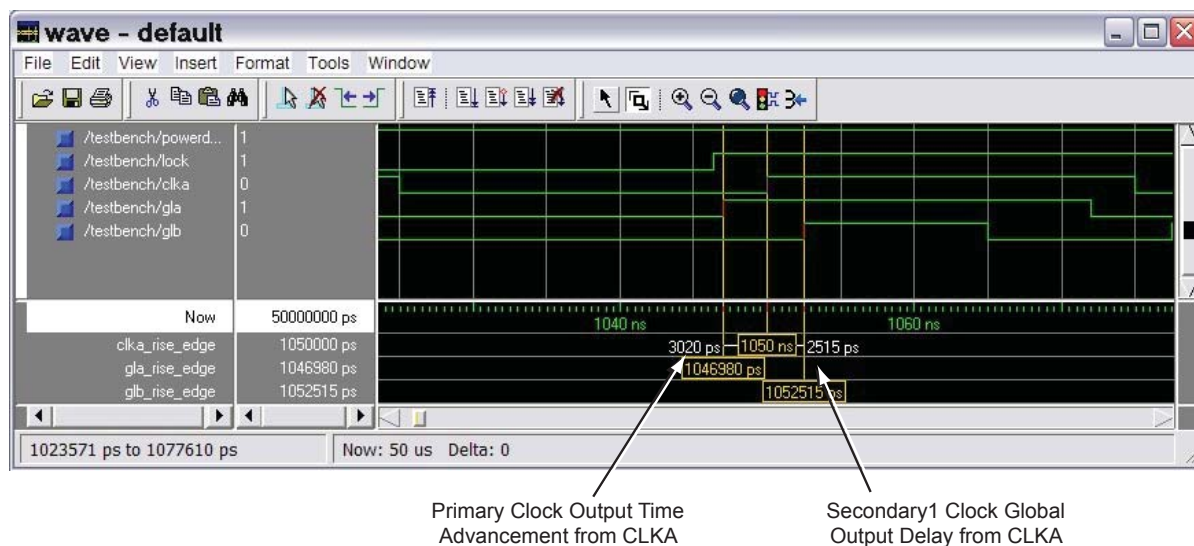 wave - default
File Edit View Insert Format Tools Window
/testbench/powerd... 1
/testbench/lock 1
/testbench/clka 0
/testbench/gla 1
/testbench/glb 0
Now 50000000 ps
1040 ns 1060 ns
clka_rise_edge 1050000 ps 3020 ps 1050 ns 2515 ps
gla_rise_edge 1046980 ps 1046980 ps
glb_rise_edge 1052515 ps 1052515 ps
1023571 ps to 1077610 ps Now: 50 us Delta: 0
Primary Clock Output Time
Advancement from CLKA
Secondary1 Clock Global
Output Delay from CLKA